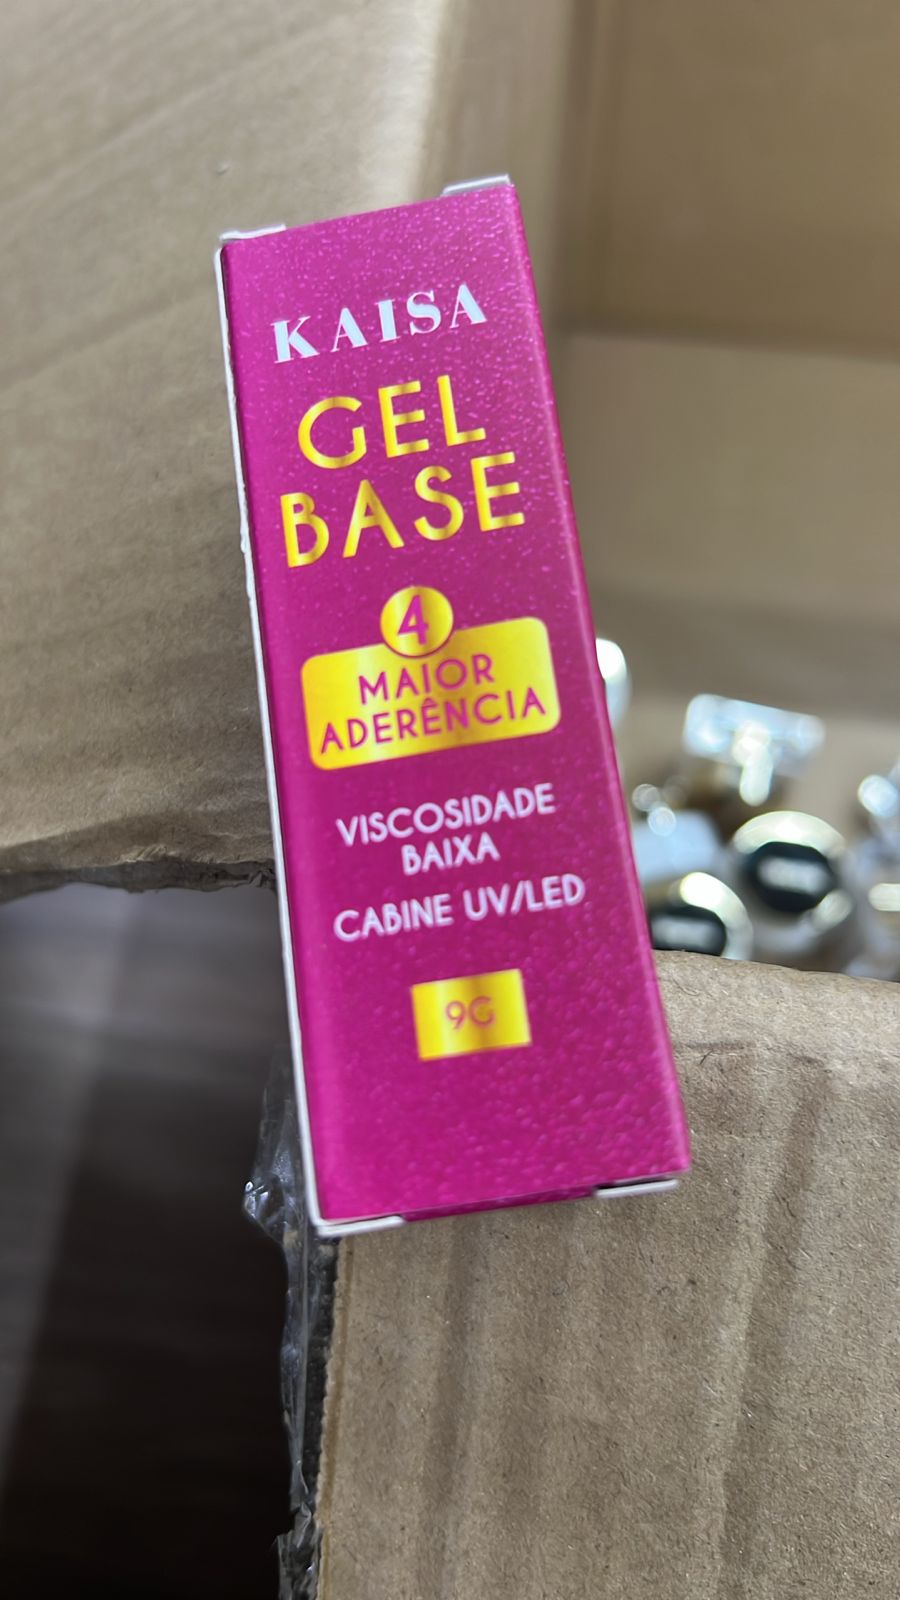 KAISA
GEL
BASE
4
MAIOR
ADERÊNCIA
VISCOSIDADE
BAIXA
CABINE UV/LED
9G